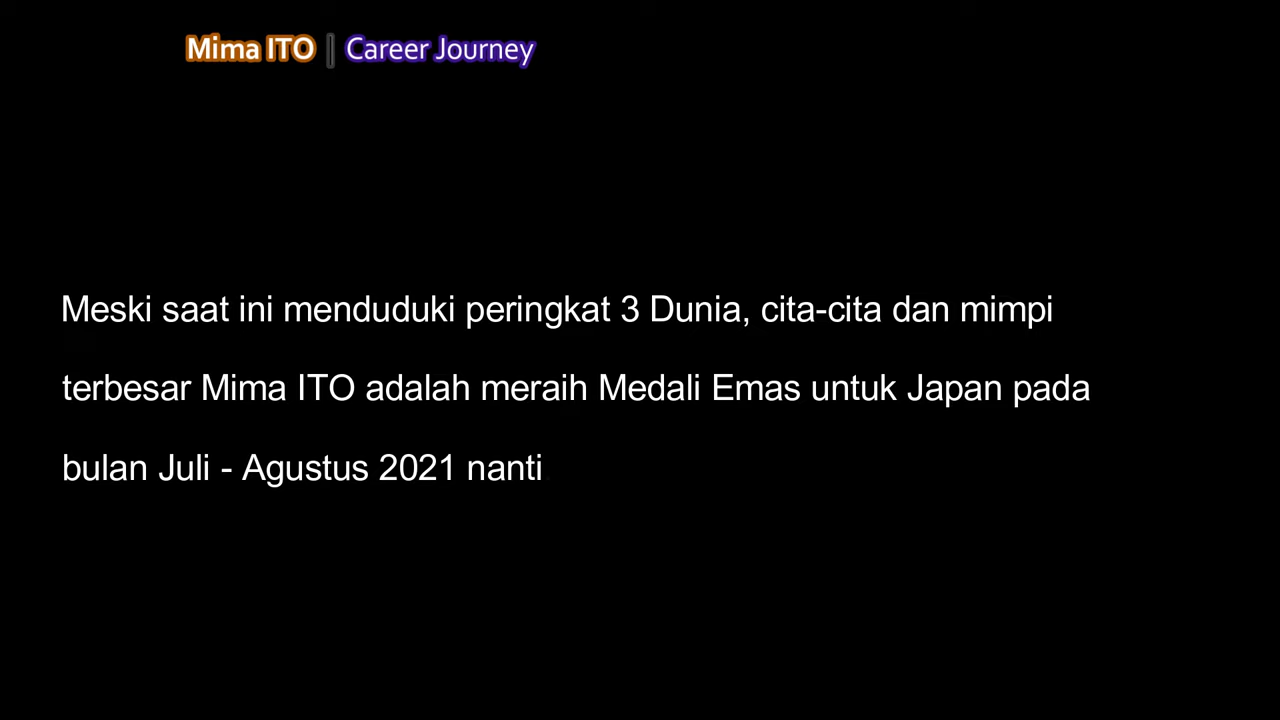 Mima ITO | Career Journey
Meski saat ini menduduki peringkat 3 Dunia, cita-cita dan mimpi
terbesar Mima ITO adalah meraih Medali Emas untuk Japan pada
bulan Juli - Agustus 2021 nanti.